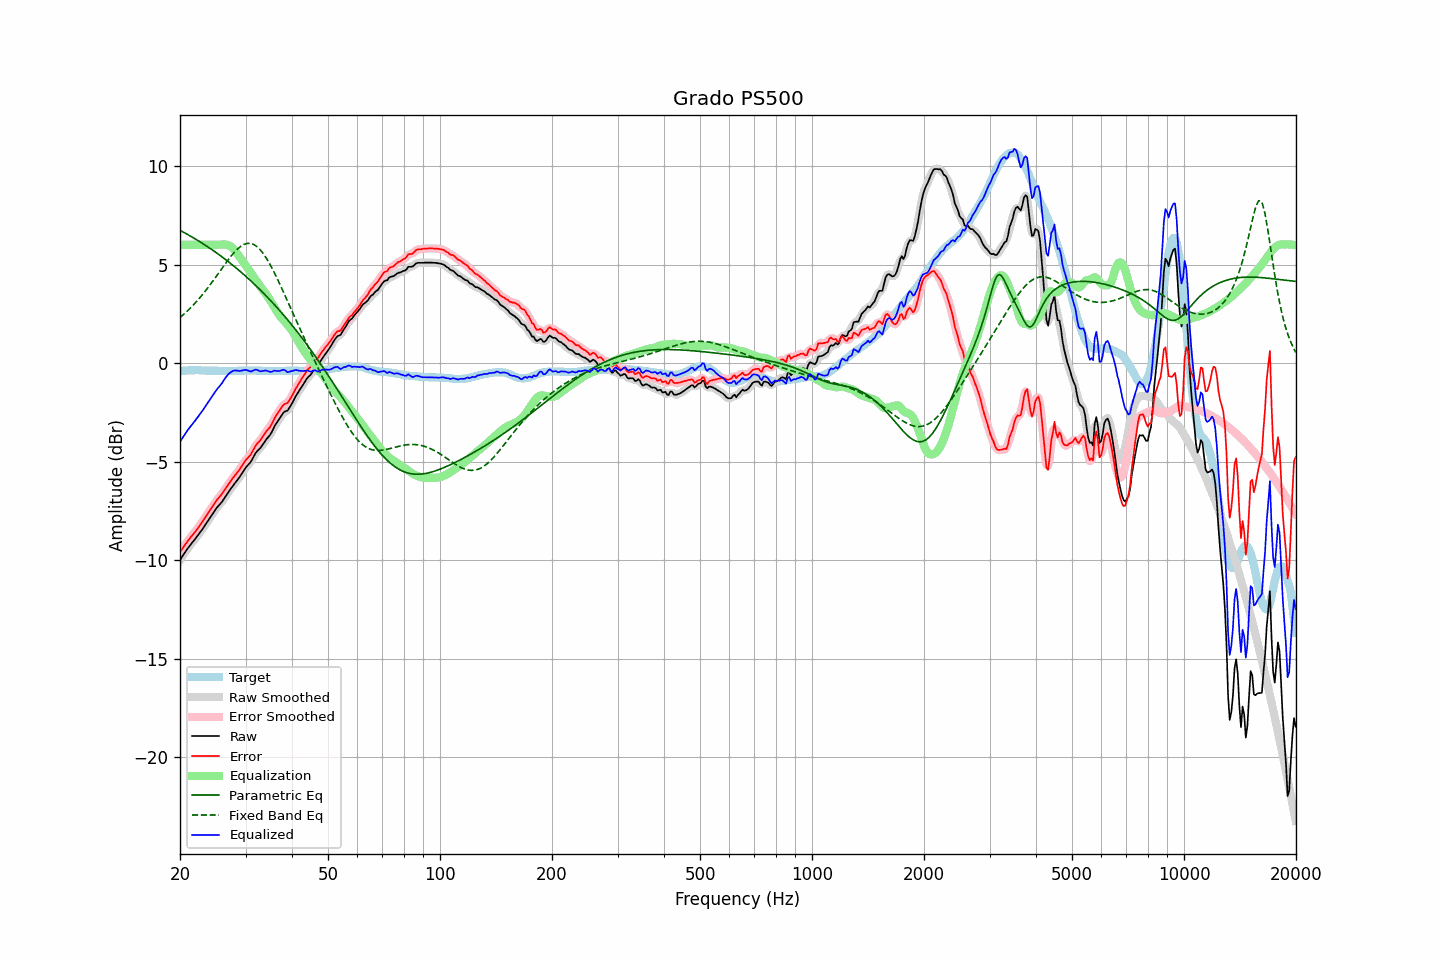 Grado PS500
10
5
0
−5
−10
−15
−20
Amplitude (dBr)
Target
Raw Smoothed
Error Smoothed
Raw
Error
Equalization
Parametric Eq
Fixed Band Eq
Equalized
20 50 100 200 500 1000 2000 5000 10000 20000
Frequency (Hz)